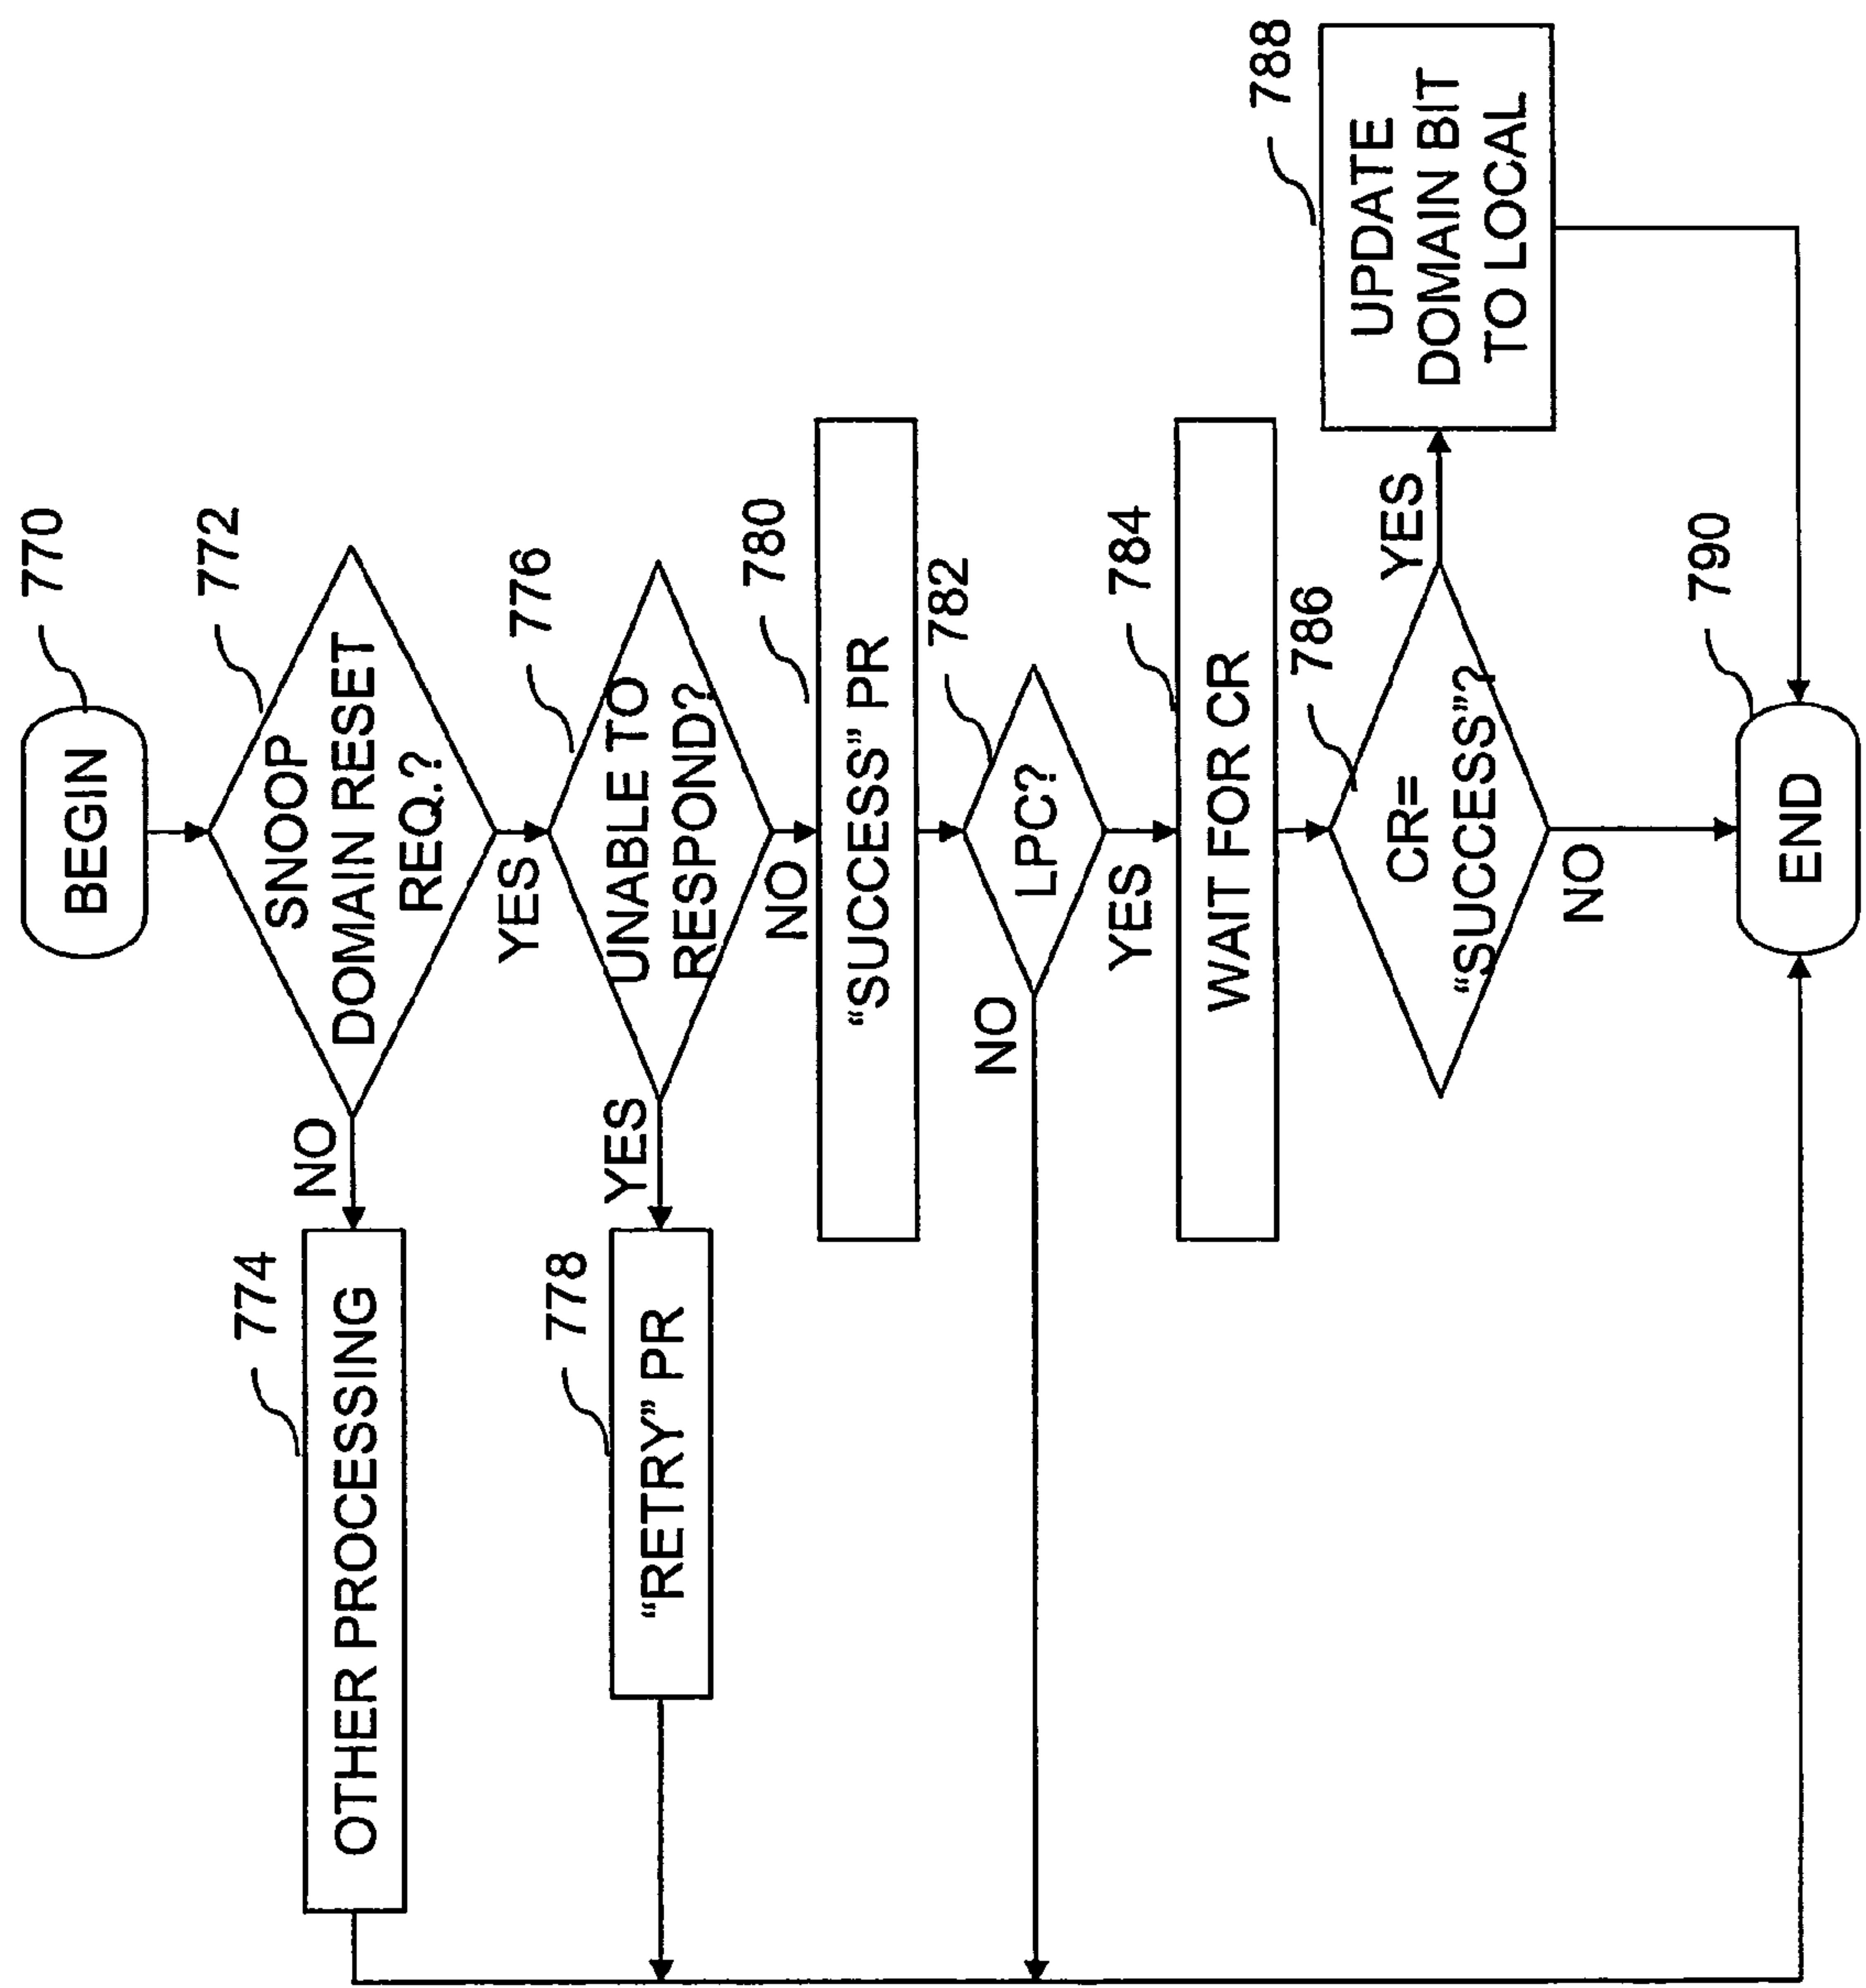 770
BEGIN
772
SNOOP
DOMAIN RESET
REQ.?
NO
YES
774
OTHER PROCESSING
776
UNABLE TO
RESPOND?
YES
NO
778
“RETRY” PR
780
“SUCCESS” PR
782
LPC?
NO
YES
784
WAIT FOR CR
786
CR=
“SUCCESS”?
YES
NO
788
UPDATE
DOMAIN BIT
TO LOCAL
790
END